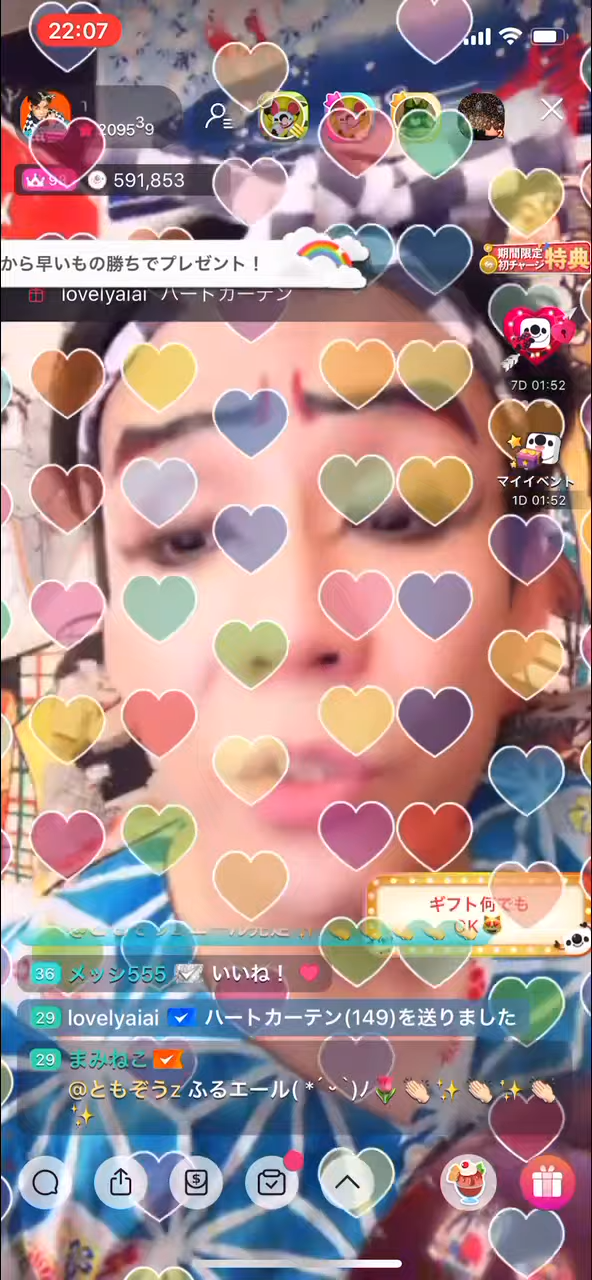 22:07
591,853
から早いもの勝ちでプレゼント！
期間限定
初チャージ
特典
lovelyaiai ハートカーテン
7D 01:52
マイイベント
1D 01:52
ギフト何でも
OK😻
36 メッシ555 いいね！❤️
29 lovelyaiai ハートカーテン(149)を送りました
29 まみねこ
@ともぞうz ふるエール( *´ᵕ`)ﾉ🌷👏🏻✨👏🏻✨👏🏻
✨